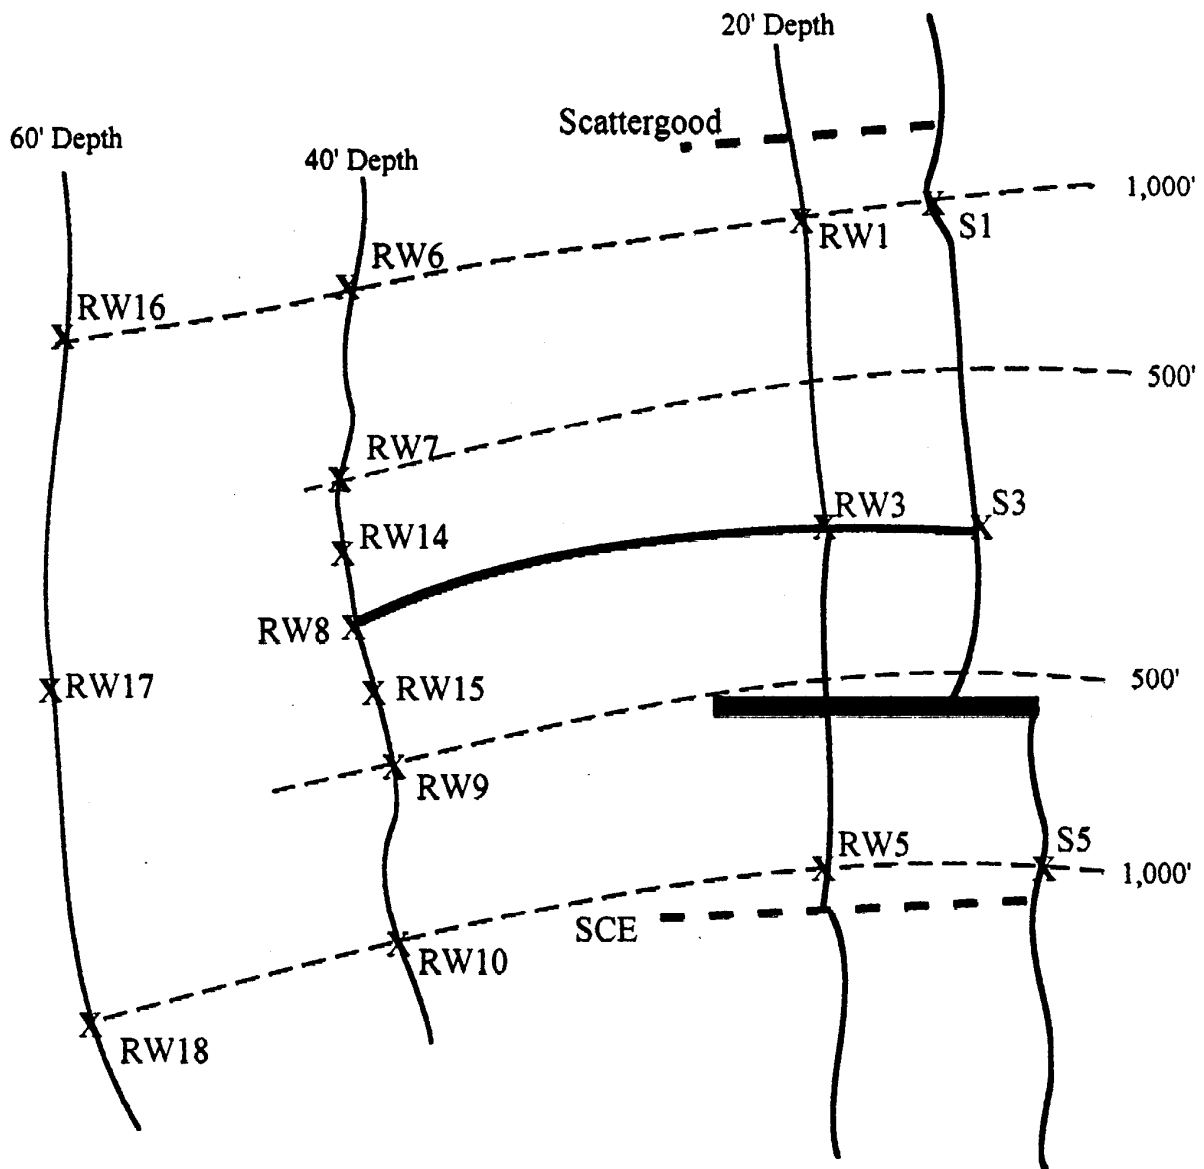 20' Depth
Scattergood
60' Depth
40' Depth
1,000'
RW1
S1
RW6
RW16
500'
RW7
RW3
S3
RW14
RW8
RW17
RW15
500'
RW9
RW5
S5
1,000'
SCE
RW10
RW18